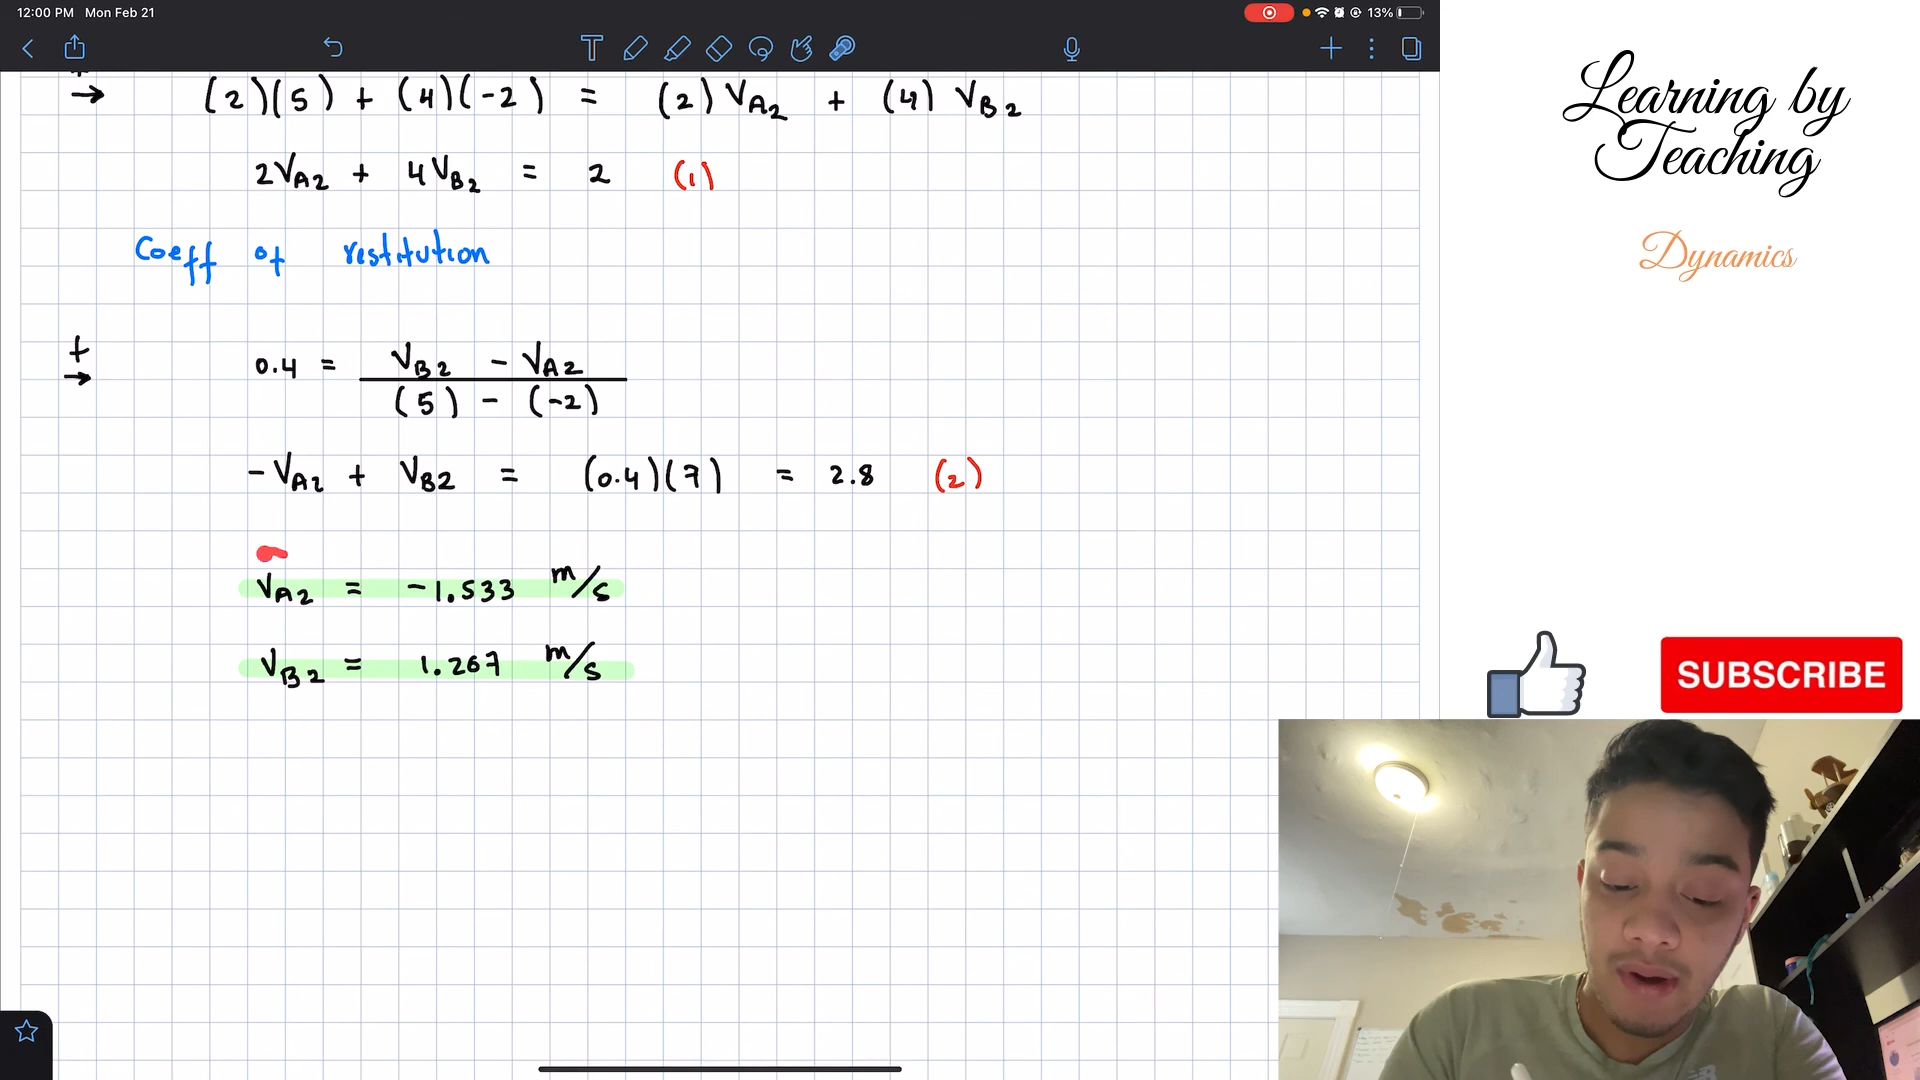 12:00 PM Mon Feb 21
13%
→ (2)(5) + (4)(-2) = (2) VA2 + (4) VB2
2VA2 + 4VB2 = 2 (1)
Coeff of restitution
+
→
0.4 = VB2 - VA2
(5) - (-2)
-VA2 + VB2 = (0.4)(7) = 2.8 (2)
VA2 = -1.533 m/s
VB2 = 1.267 m/s
Learning by
Teaching
Dynamics
SUBSCRIBE